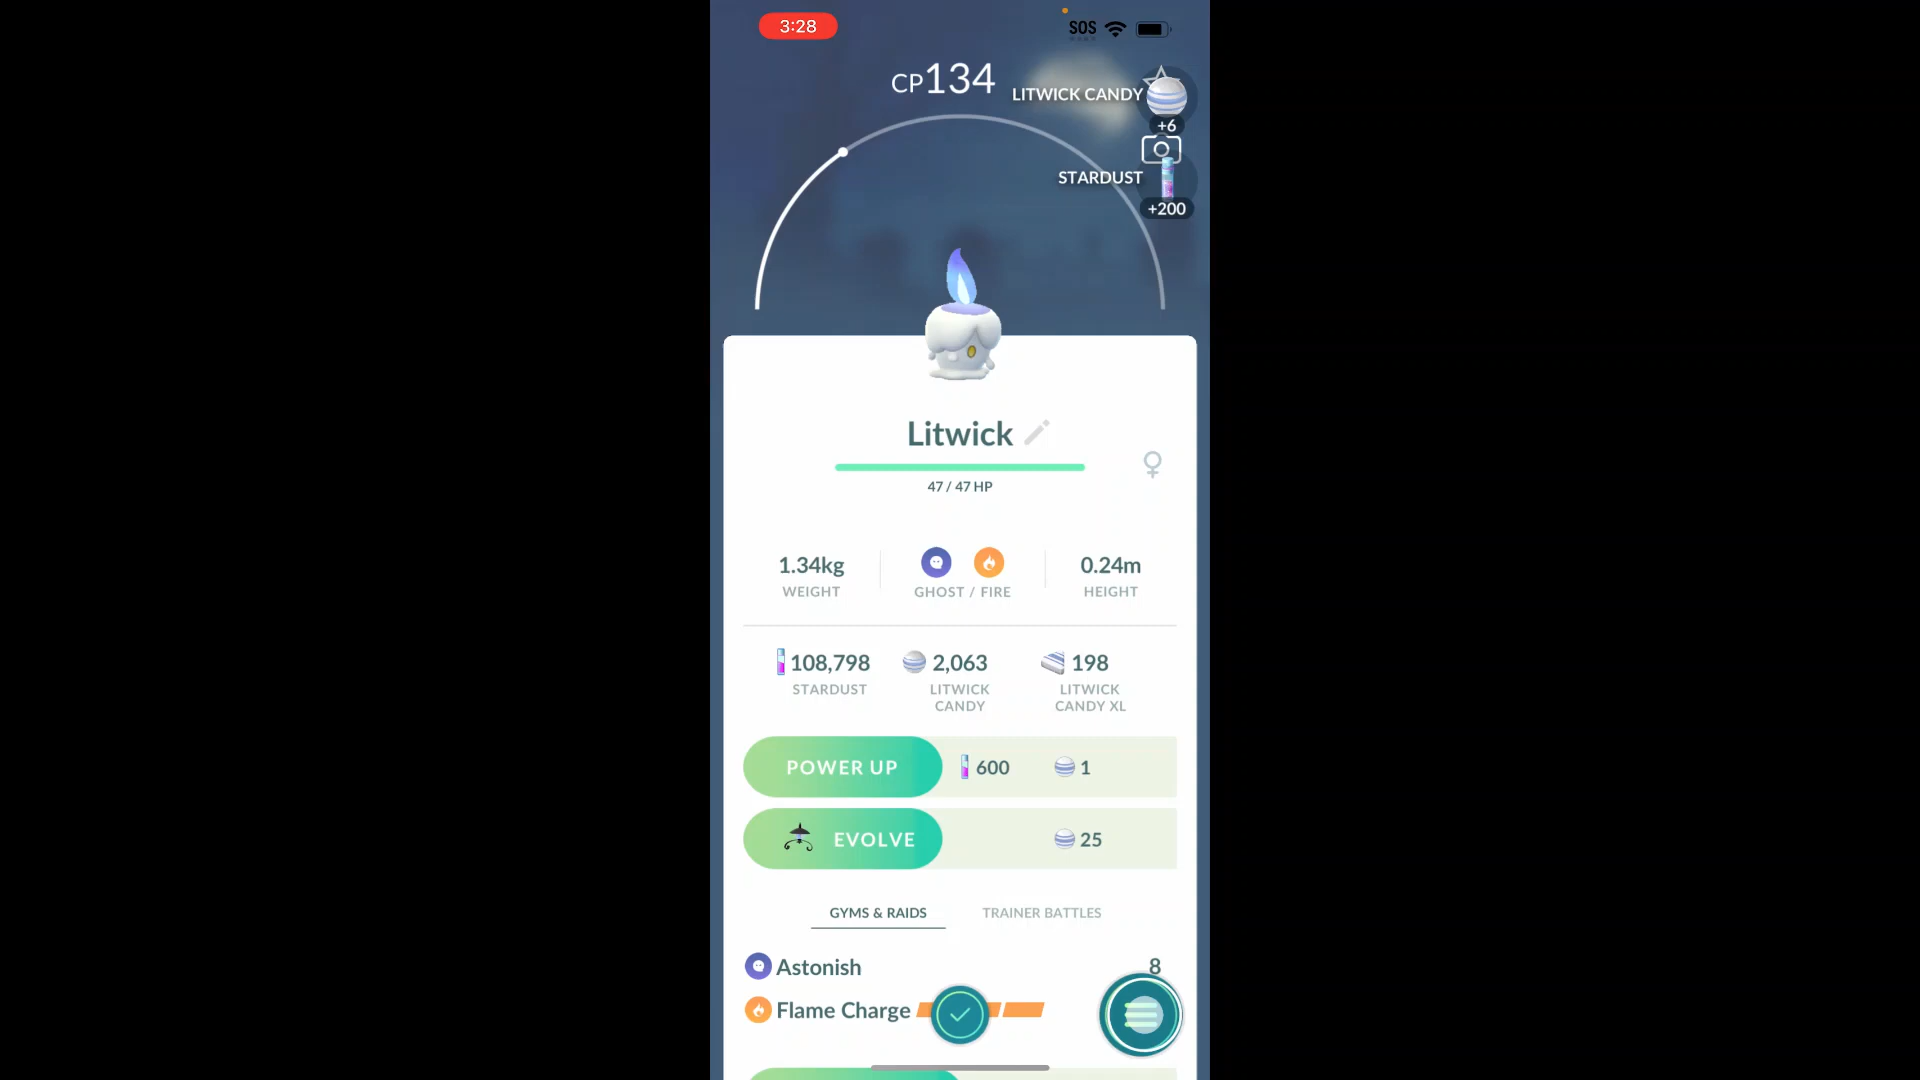 3:28
SOS
CP134
LITWICK CANDY
+6
STARDUST
+200
Litwick
47 / 47 HP
1.34kg
WEIGHT
GHOST / FIRE
0.24m
HEIGHT
108,798
STARDUST
2,063
LITWICK
CANDY
198
LITWICK
CANDY XL
POWER UP 600 1
EVOLVE 25
GYMS & RAIDS TRAINER BATTLES
Astonish 8
Flame Charge